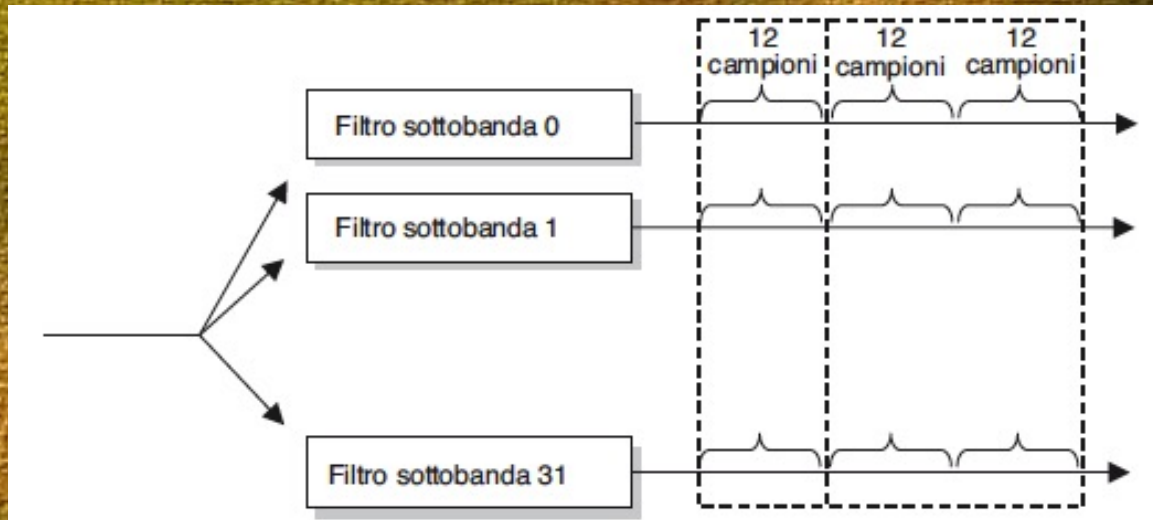 12 12 12
campioni campioni campioni
Filtro sottobanda 0
Filtro sottobanda 1
Filtro sottobanda 31